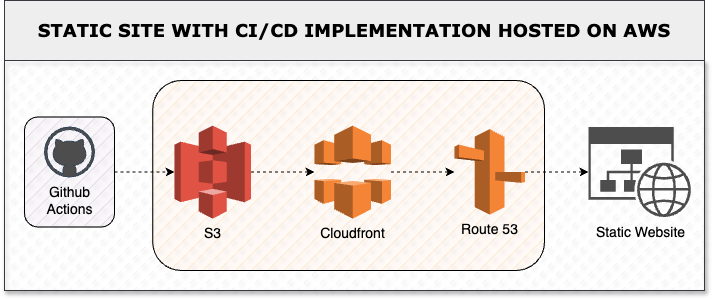 STATIC SITE WITH CI/CD IMPLEMENTATION HOSTED ON AWS
Github
Actions
S3
Cloudfront
Route 53
Static Website